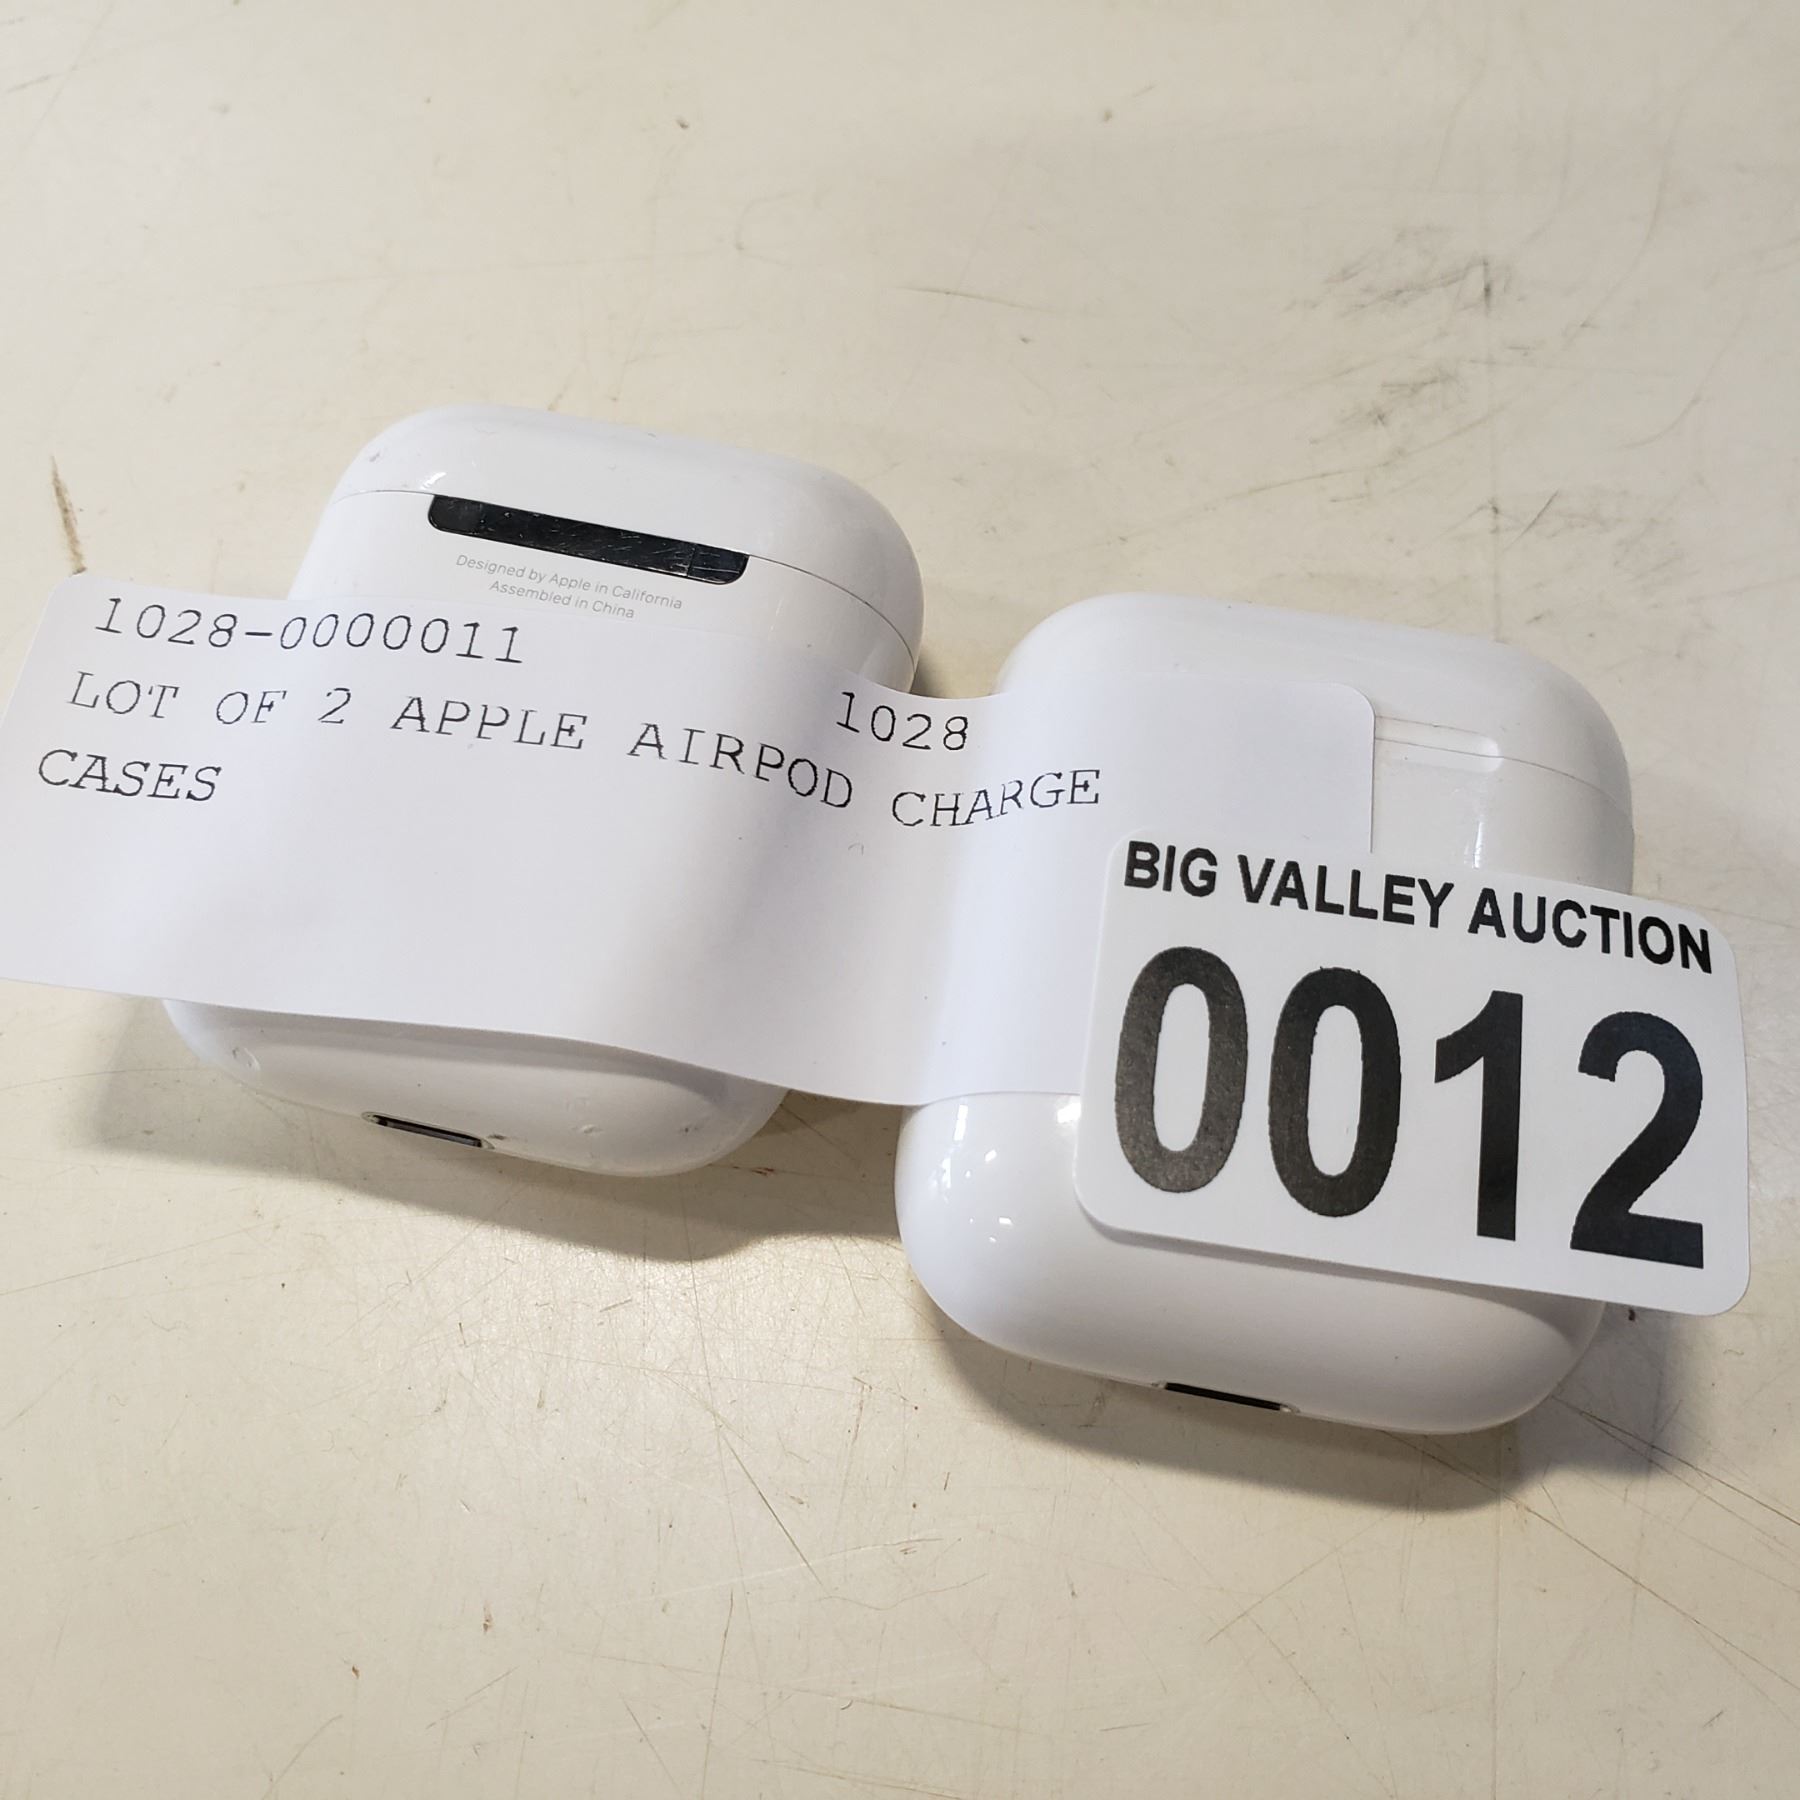 Designed by Apple in California
Assembled in China
1028-0000011
1028
LOT OF 2 APPLE AIRPOD CHARGE
CASES
BIG VALLEY AUCTION
0012